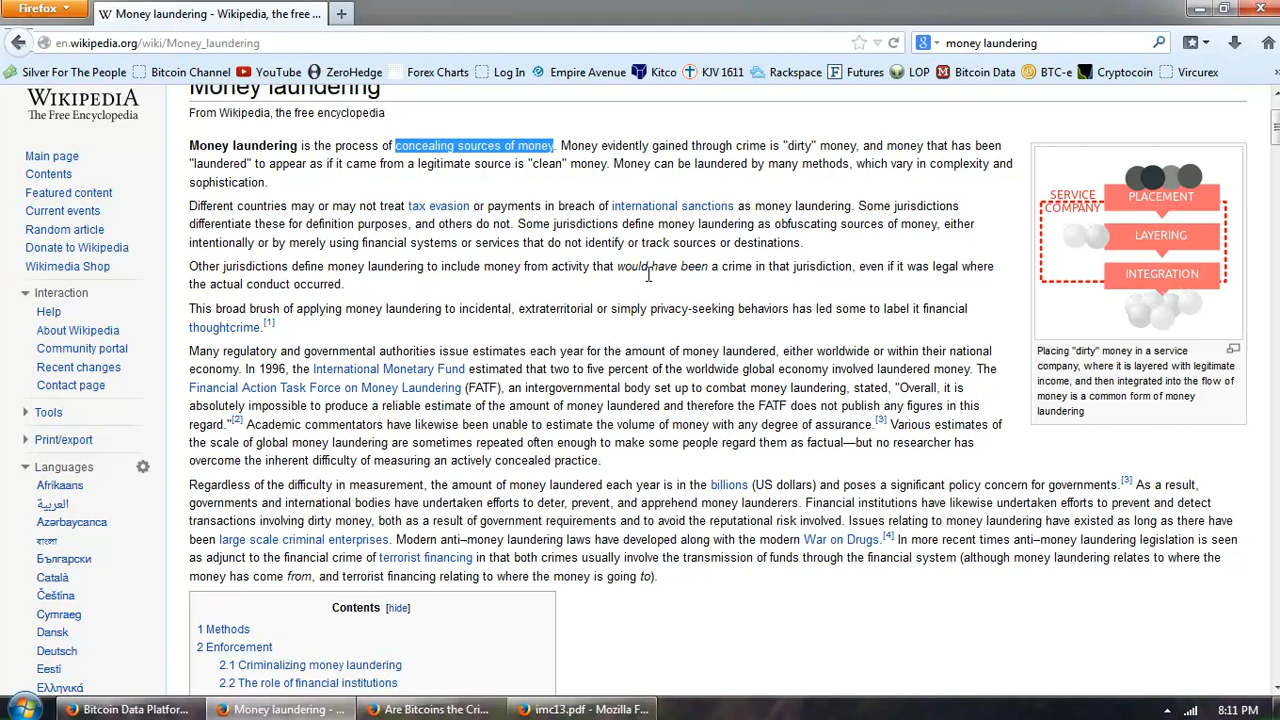 Firefox
Money laundering - Wikipedia, the free ...
en.wikipedia.org/wiki/Money_laundering
money laundering
Silver For The People
Bitcoin Channel
YouTube
ZeroHedge
Forex Charts
Log In
Empire Avenue
Kitco
KJV 1611
Rackspace
Futures
LOP
Bitcoin Data
BTC-e
Cryptocoin
Vircurex
WIKIPEDIA
The Free Encyclopedia
Main page
Contents
Featured content
Current events
Random article
Donate to Wikipedia
Wikimedia Shop
Interaction
Help
About Wikipedia
Community portal
Recent changes
Contact page
Tools
Print/export
Languages
Afrikaans
العربية
Azərbaycanca
বাংলা
Български
Català
Čeština
Cymraeg
Dansk
Deutsch
Eesti
Ελληνικά
Money laundering
From Wikipedia, the free encyclopedia
Money laundering is the process of concealing sources of money. Money evidently gained through crime is "dirty" money, and money that has been
"laundered" to appear as if it came from a legitimate source is "clean" money. Money can be laundered by many methods, which vary in complexity and
sophistication.
Different countries may or may not treat tax evasion or payments in breach of international sanctions as money laundering. Some jurisdictions
differentiate these for definition purposes, and others do not. Some jurisdictions define money laundering as obfuscating sources of money, either
intentionally or by merely using financial systems or services that do not identify or track sources or destinations.
Other jurisdictions define money laundering to include money from activity that would have been a crime in that jurisdiction, even if it was legal where
the actual conduct occurred.
This broad brush of applying money laundering to incidental, extraterritorial or simply privacy-seeking behaviors has led some to label it financial
thoughtcrime.[1]
Many regulatory and governmental authorities issue estimates each year for the amount of money laundered, either worldwide or within their national
economy. In 1996, the International Monetary Fund estimated that two to five percent of the worldwide global economy involved laundered money. The
Financial Action Task Force on Money Laundering (FATF), an intergovernmental body set up to combat money laundering, stated, "Overall, it is
absolutely impossible to produce a reliable estimate of the amount of money laundered and therefore the FATF does not publish any figures in this
regard."[2] Academic commentators have likewise been unable to estimate the volume of money with any degree of assurance.[3] Various estimates of
the scale of global money laundering are sometimes repeated often enough to make some people regard them as factual—but no researcher has
overcome the inherent difficulty of measuring an actively concealed practice.
Regardless of the difficulty in measurement, the amount of money laundered each year is in the billions (US dollars) and poses a significant policy concern for governments.[3] As a result,
governments and international bodies have undertaken efforts to deter, prevent, and apprehend money launderers. Financial institutions have likewise undertaken efforts to prevent and detect
transactions involving dirty money, both as a result of government requirements and to avoid the reputational risk involved. Issues relating to money laundering have existed as long as there have
been large scale criminal enterprises. Modern anti–money laundering laws have developed along with the modern War on Drugs.[4] In more recent times anti–money laundering legislation is seen
as adjunct to the financial crime of terrorist financing in that both crimes usually involve the transmission of funds through the financial system (although money laundering relates to where the
money has come from, and terrorist financing relating to where the money is going to).
Contents [hide]
1 Methods
2 Enforcement
2.1 Criminalizing money laundering
2.2 The role of financial institutions
SERVICE
COMPANY
PLACEMENT
LAYERING
INTEGRATION
Placing "dirty" money in a service
company, where it is layered with legitimate
income, and then integrated into the flow of
money is a common form of money
laundering
Bitcoin Data Platfor...
Money laundering - ...
Are Bitcoins the Cri...
imc13.pdf - Mozilla F...
8:11 PM